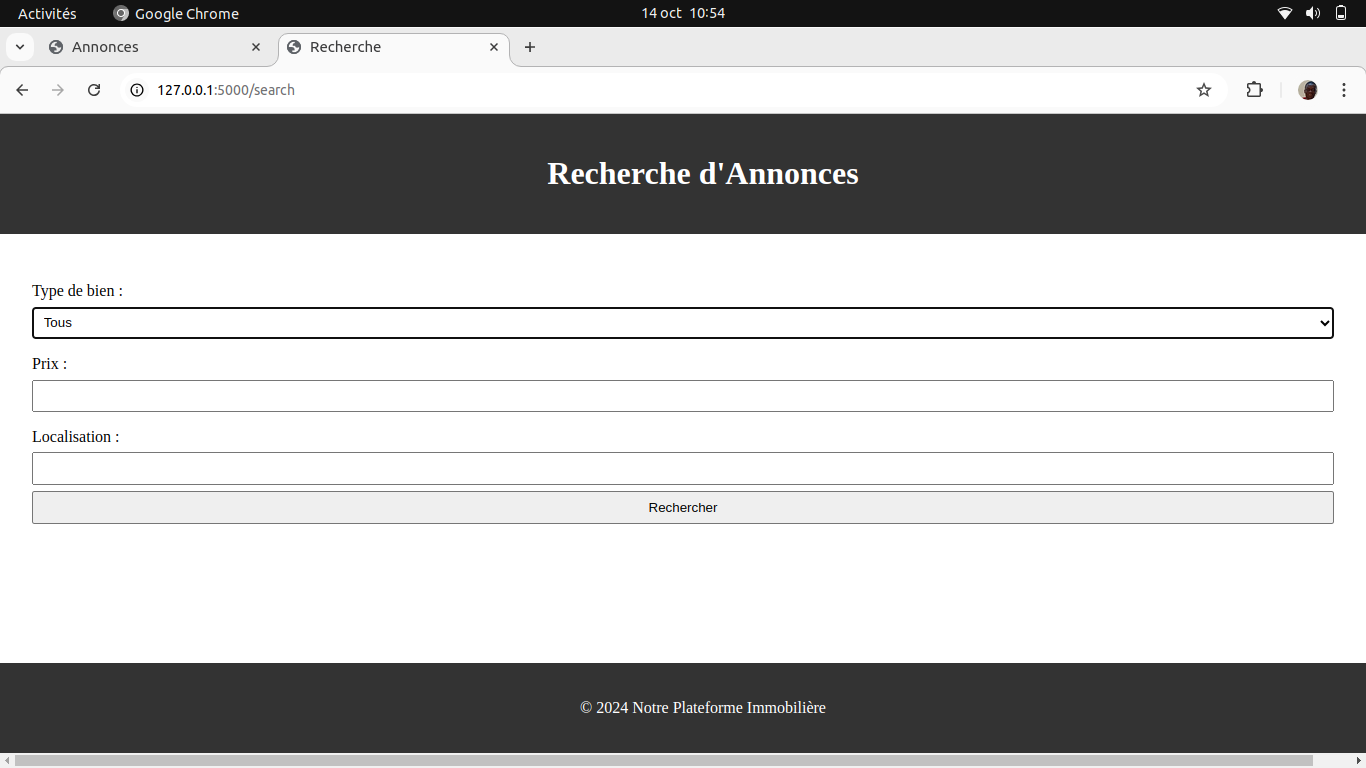 Activités Google Chrome 14 oct 10:54
Annonces Recherche
127.0.0.1:5000/search
Recherche d'Annonces
Type de bien :
Tous
Prix :
Localisation :
Rechercher
© 2024 Notre Plateforme Immobilière